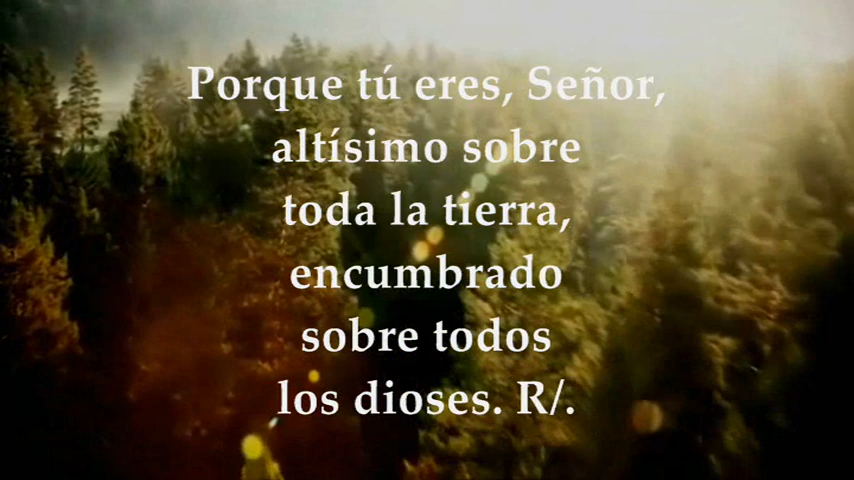 Porque tú eres, Señor,
altísimo sobre
toda la tierra,
encumbrado
sobre todos
los dioses. R/.